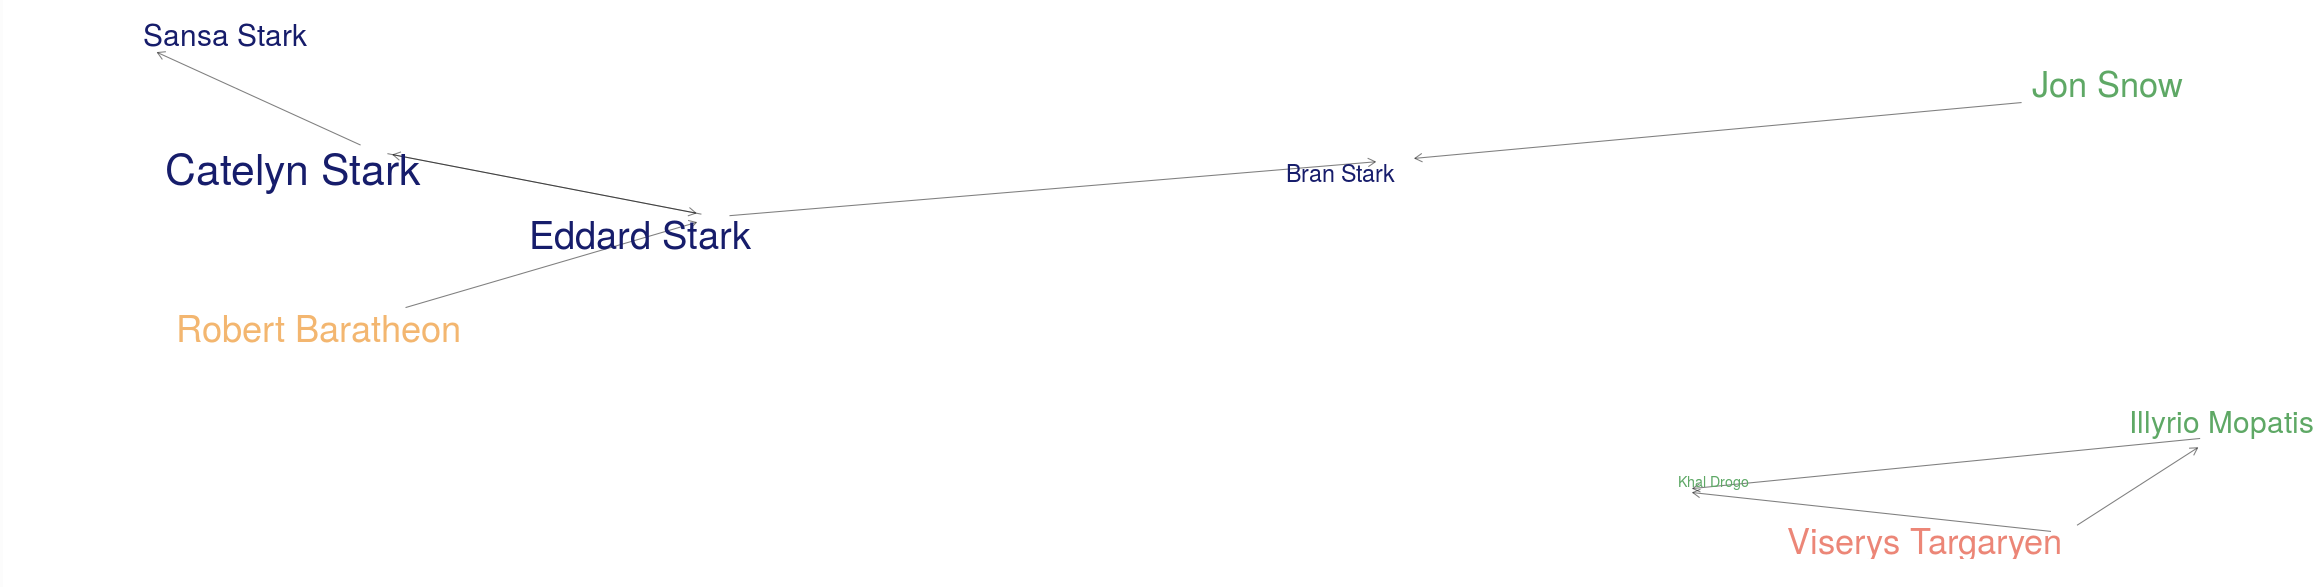 Sansa Stark
Jon Snow
Catelyn Stark
Bran Stark
Eddard Stark
Robert Baratheon
Illyrio Mopatis
Khal Drogo
Viserys Targaryen